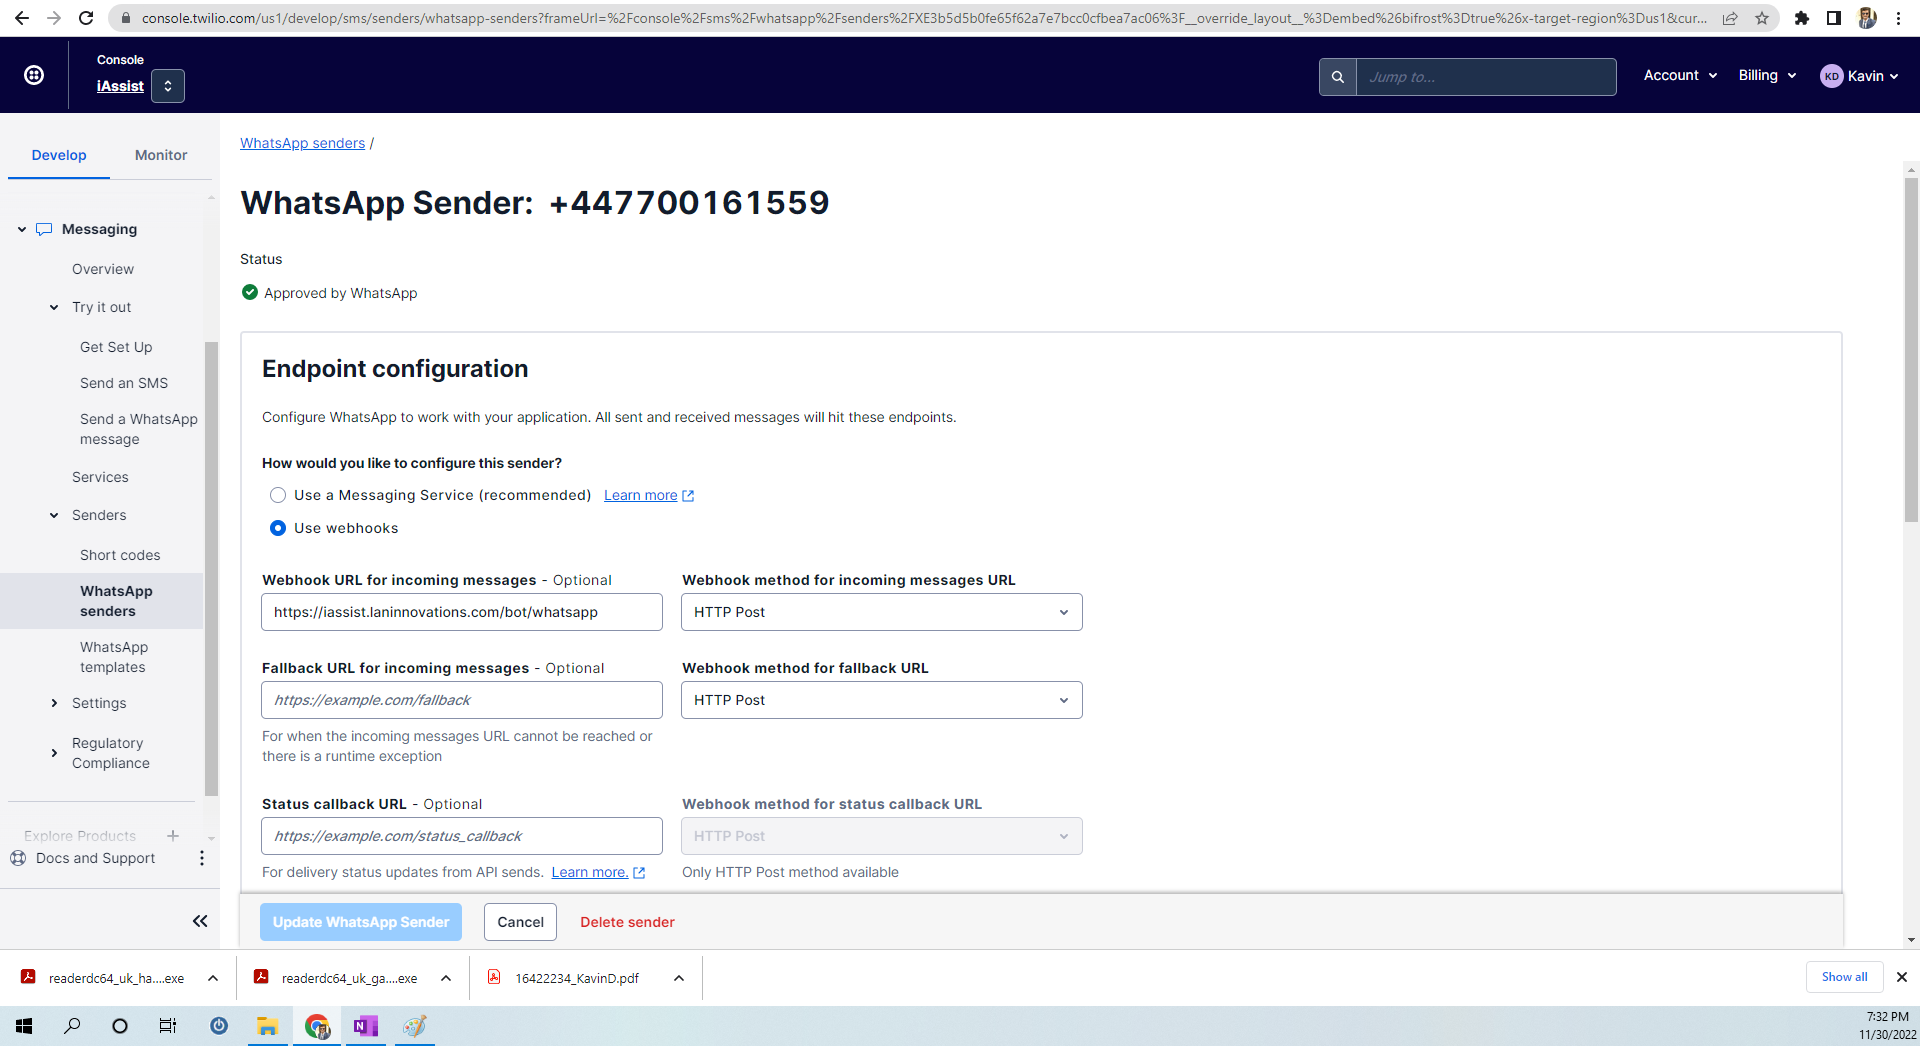 console.twilio.com/us1/develop/sms/senders/whatsapp-senders?frameUrl=%2Fconsole%2Fsms%2Fwhatsapp%2Fsenders%2FXE3b5d5b0fe65f62a7e7bcc0cfbea7ac06%3F__override_layout__%3Dembed%26bifrost%3Dtrue%26x-target-region%3Dus1&cur...
Console
iAssist
Jump to...
Account
Billing
KD Kavin
Develop
Monitor
Messaging
Overview
Try it out
Get Set Up
Send an SMS
Send a WhatsApp
message
Services
Senders
Short codes
WhatsApp
senders
WhatsApp
templates
Settings
Regulatory
Compliance
Explore Products
Docs and Support
WhatsApp senders /
WhatsApp Sender: +447700161559
Status
Approved by WhatsApp
Endpoint configuration
Configure WhatsApp to work with your application. All sent and received messages will hit these endpoints.
How would you like to configure this sender?
Use a Messaging Service (recommended) Learn more
Use webhooks
Webhook URL for incoming messages - Optional
Webhook method for incoming messages URL
https://iassist.laninnovations.com/bot/whatsapp
HTTP Post
Fallback URL for incoming messages - Optional
Webhook method for fallback URL
https://example.com/fallback
HTTP Post
For when the incoming messages URL cannot be reached or
there is a runtime exception
Status callback URL - Optional
Webhook method for status callback URL
https://example.com/status_callback
HTTP Post
For delivery status updates from API sends. Learn more.
Only HTTP Post method available
Update WhatsApp Sender
Cancel
Delete sender
readerdc64_uk_ha....exe
readerdc64_uk_ga....exe
16422234_KavinD.pdf
Show all
7:32 PM
11/30/2022